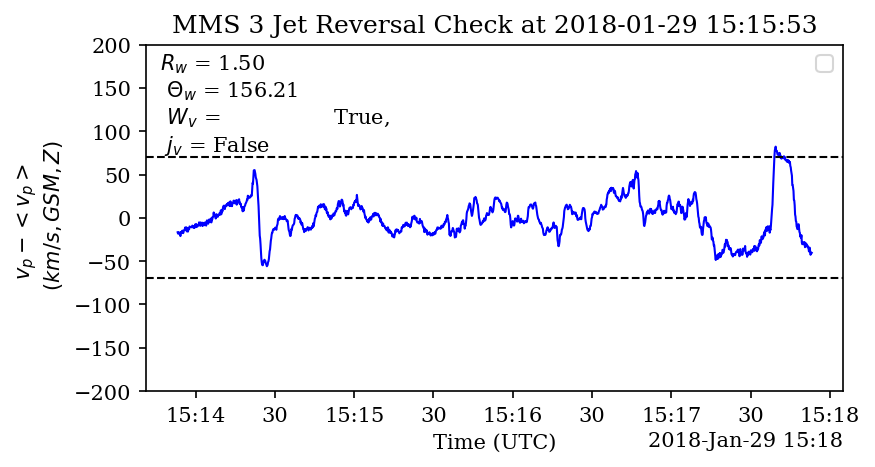 MMS 3 Jet Reversal Check at 2018-01-29 15:15:53
200
150
100
50
0
−50
−100
−150
−200
v_p − < v_p >
(km/s, GSM, Z)
R_w = 1.50
Θ_w = 156.21
W_v = True,
j_v = False
15:14 30 15:15 30 15:16 30 15:17 30 15:18
Time (UTC)
2018-Jan-29 15:18